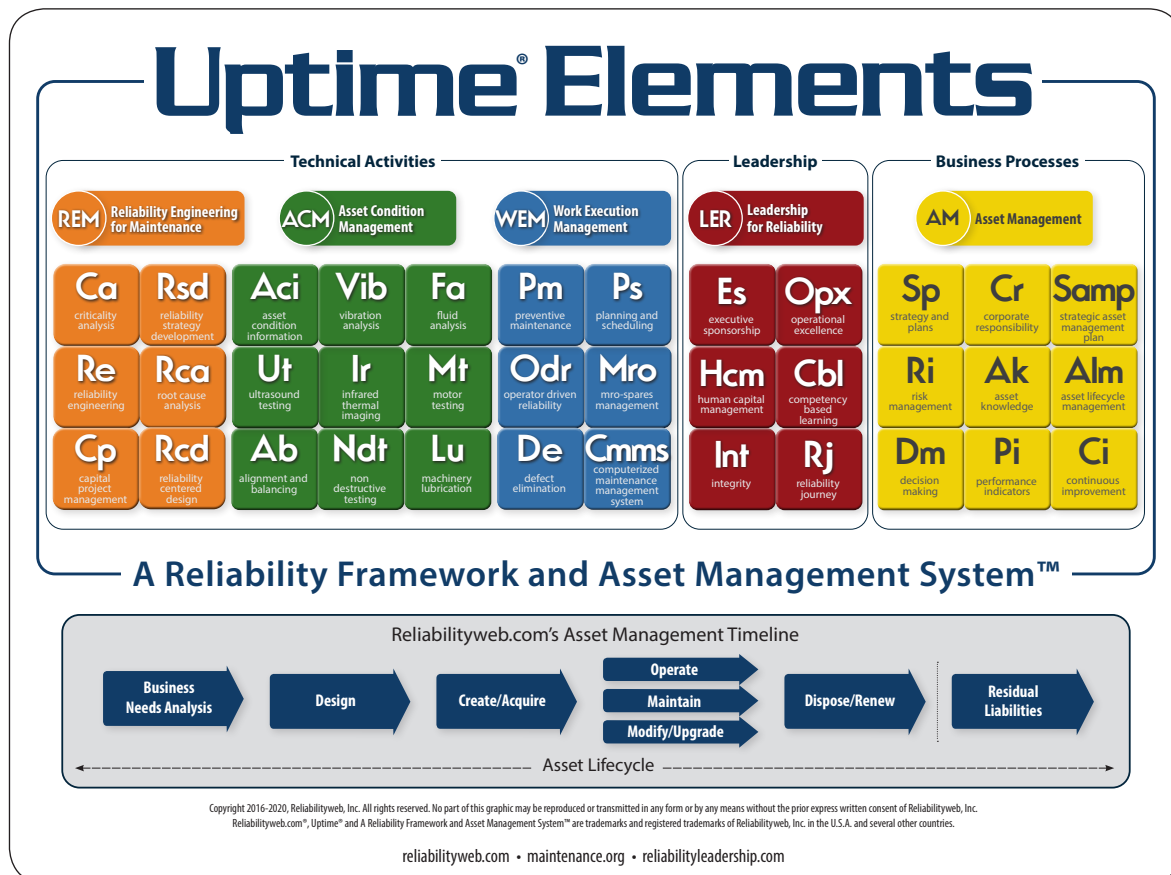 Uptime® Elements
Technical Activities
REM
Reliability Engineering
for Maintenance
ACM
Asset Condition
Management
WEM
Work Execution
Management
Ca
criticality
analysis
Rsd
reliability
strategy
development
Re
reliability
engineering
Rca
root cause
analysis
Cp
capital
project
management
Rcd
reliability
centered
design
Aci
asset
condition
information
Vib
vibration
analysis
Fa
fluid
analysis
Ut
ultrasound
testing
Ir
infrared
thermal
imaging
Mt
motor
testing
Ab
alignment and
balancing
Ndt
non
destructive
testing
Lu
machinery
lubrication
Pm
preventive
maintenance
Ps
planning and
scheduling
Odr
operator driven
reliability
Mro
mro-spares
management
De
defect
elimination
Cmms
computerized
maintenance
management
system
Leadership
LER
Leadership
for Reliability
Es
executive
sponsorship
Opx
operational
excellence
Hcm
human capital
management
Cbl
competency
based
learning
Int
integrity
Rj
reliability
journey
Business Processes
AM
Asset Management
Sp
strategy and
plans
Cr
corporate
responsibility
Samp
strategic asset
management
plan
Ri
risk
management
Ak
asset
knowledge
Alm
asset lifecycle
management
Dm
decision
making
Pi
performance
indicators
Ci
continuous
improvement
A Reliability Framework and Asset Management System™
Reliabilityweb.com's Asset Management Timeline
Business
Needs Analysis
Design
Create/Acquire
Operate
Maintain
Modify/Upgrade
Dispose/Renew
Residual
Liabilities
Asset Lifecycle
Copyright 2016-2020, Reliabilityweb, Inc. All rights reserved. No part of this graphic may be reproduced or transmitted in any form or by any means without the prior express written consent of Reliabilityweb, Inc.
Reliabilityweb.com®, Uptime® and A Reliability Framework and Asset Management System™ are trademarks and registered trademarks of Reliabilityweb, Inc. in the U.S.A. and several other countries.
reliabilityweb.com • maintenance.org • reliabilityleadership.com